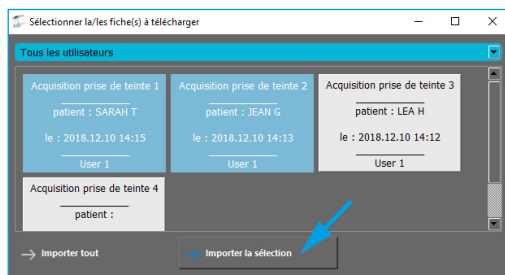 Sélectionner la/les fiche(s) à télécharger
Tous les utilisateurs
Acquisition prise de teinte 1
patient : SARAH T
le : 2018.12.10 14:15
User 1
Acquisition prise de teinte 2
patient : JEAN G
le : 2018.12.10 14:13
User 1
Acquisition prise de teinte 3
patient : LEA H
le : 2018.12.10 14:12
User 1
Acquisition prise de teinte 4
patient :
Importer tout
Importer la sélection